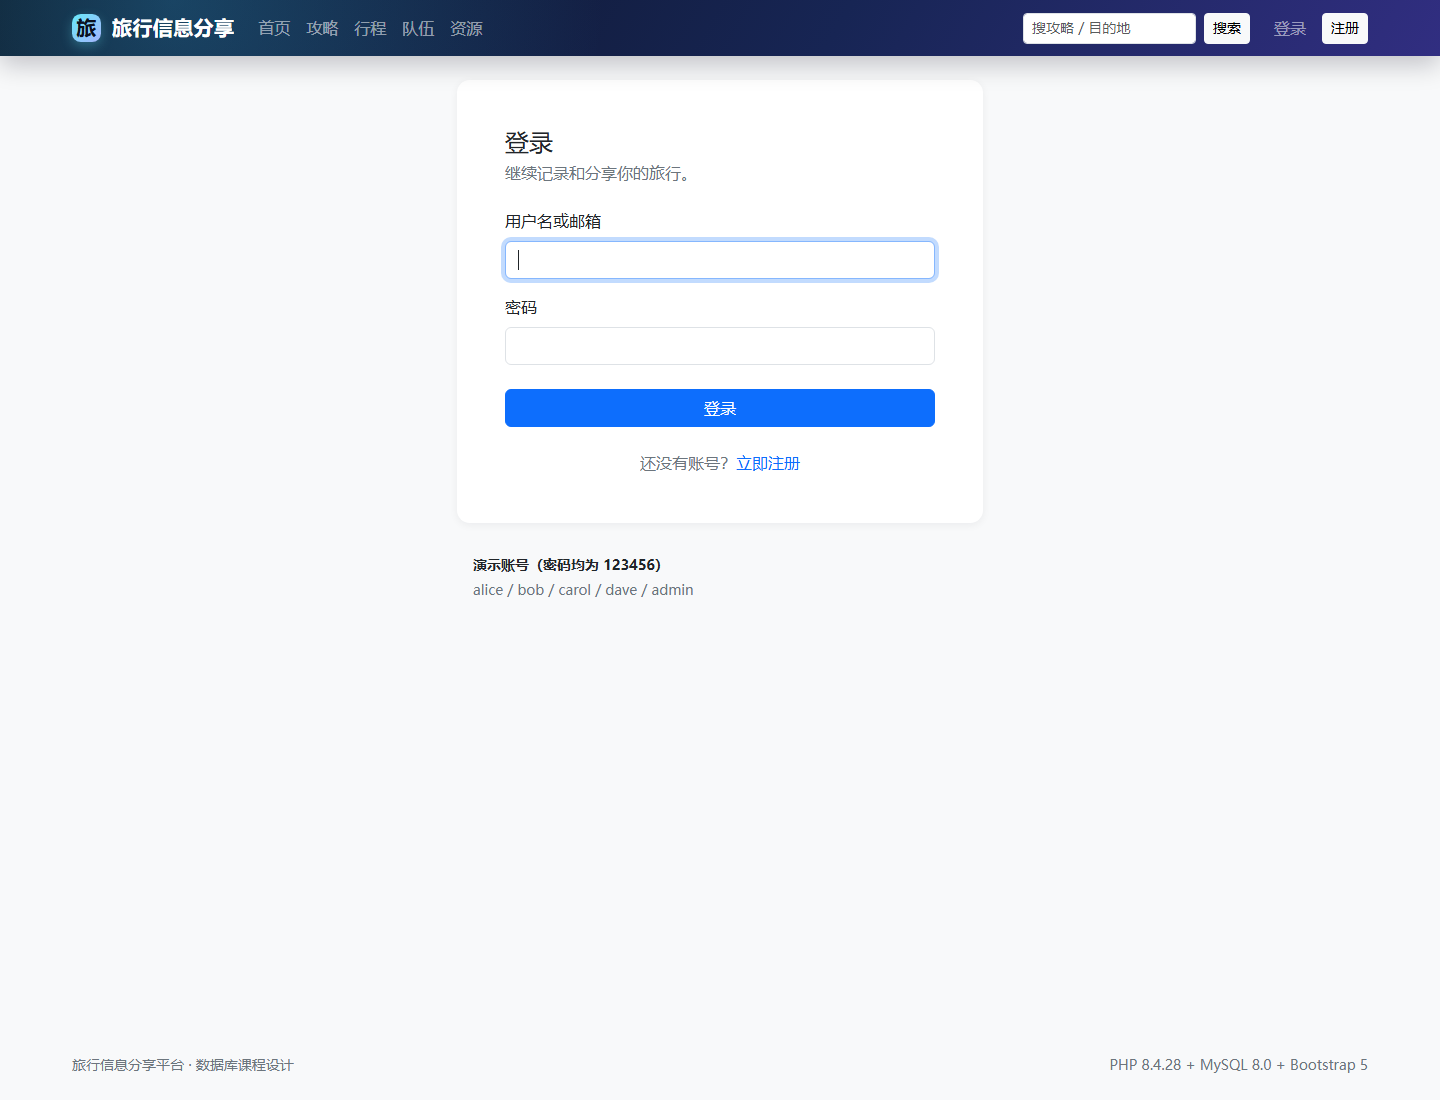 旅 旅行信息分享 首页 攻略 行程 队伍 资源 搜攻略 / 目的地 搜索 登录 注册
登录
继续记录和分享你的旅行。
用户名或邮箱
密码
登录
还没有账号？立即注册
演示账号（密码均为 123456）
alice / bob / carol / dave / admin
旅行信息分享平台 · 数据库课程设计 PHP 8.4.28 + MySQL 8.0 + Bootstrap 5